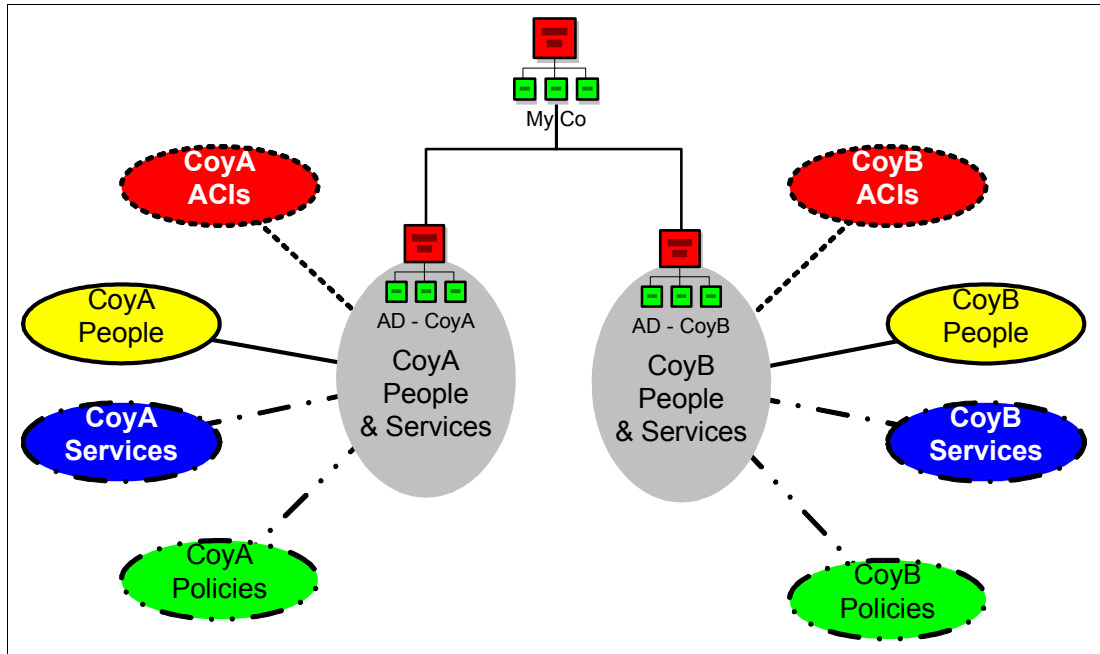 My Co
CoyA
ACIs
CoyB
ACIs
AD - CoyA
CoyA
People
& Services
AD - CoyB
CoyB
People
& Services
CoyA
People
CoyB
People
CoyA
Services
CoyB
Services
CoyA
Policies
CoyB
Policies